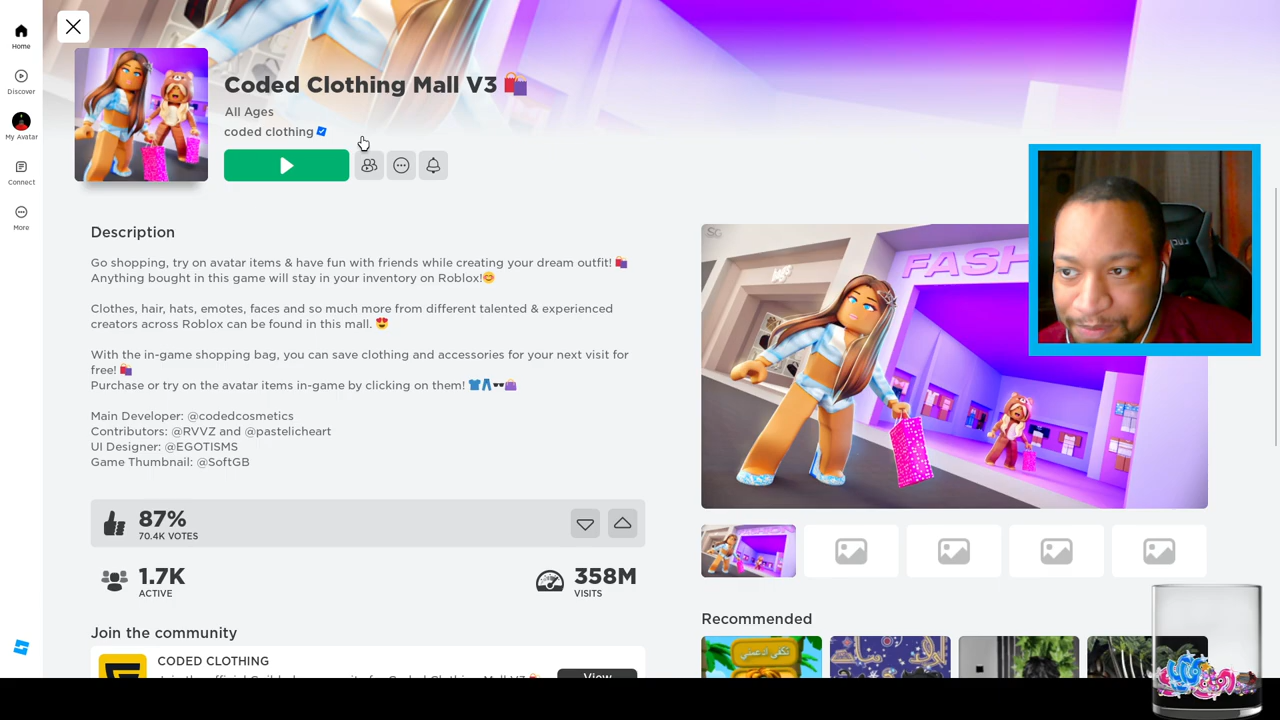 Home
Discover
My Avatar
Connect
More
Coded Clothing Mall V3 🛍️
All Ages
coded clothing
Description
Go shopping, try on avatar items & have fun with friends while creating your dream outfit! 🛍️
Anything bought in this game will stay in your inventory on Roblox!😊
Clothes, hair, hats, emotes, faces and so much more from different talented & experienced
creators across Roblox can be found in this mall. 😍
With the in-game shopping bag, you can save clothing and accessories for your next visit for
free! 🛍️
Purchase or try on the avatar items in-game by clicking on them! 👕👖🕶️👜
Main Developer: @codedcosmetics
Contributors: @RVVZ and @pastelicheart
UI Designer: @EGOTISMS
Game Thumbnail: @SoftGB
87%
70.4K VOTES
1.7K
ACTIVE
358M
VISITS
Join the community
CODED CLOTHING
View
SG
FASH
Recommended